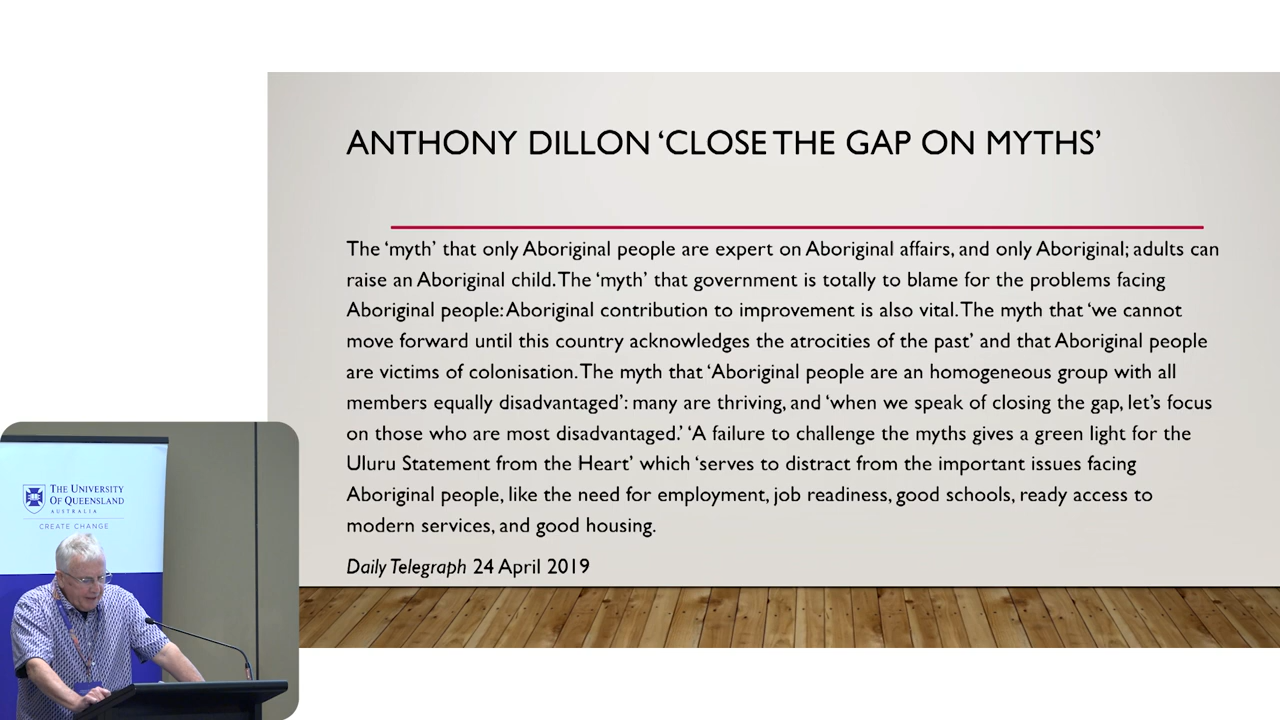 ANTHONY DILLON ‘CLOSE THE GAP ON MYTHS’
The ‘myth’ that only Aboriginal people are expert on Aboriginal affairs, and only Aboriginal; adults can
raise an Aboriginal child. The ‘myth’ that government is totally to blame for the problems facing
Aboriginal people: Aboriginal contribution to improvement is also vital. The myth that ‘we cannot
move forward until this country acknowledges the atrocities of the past’ and that Aboriginal people
are victims of colonisation. The myth that ‘Aboriginal people are an homogeneous group with all
members equally disadvantaged’: many are thriving, and ‘when we speak of closing the gap, let’s focus
on those who are most disadvantaged.’ ‘A failure to challenge the myths gives a green light for the
Uluru Statement from the Heart’ which ‘serves to distract from the important issues facing
Aboriginal people, like the need for employment, job readiness, good schools, ready access to
modern services, and good housing.
Daily Telegraph 24 April 2019
THE UNIVERSITY
OF QUEENSLAND
AUSTRALIA
CREATE CHANGE